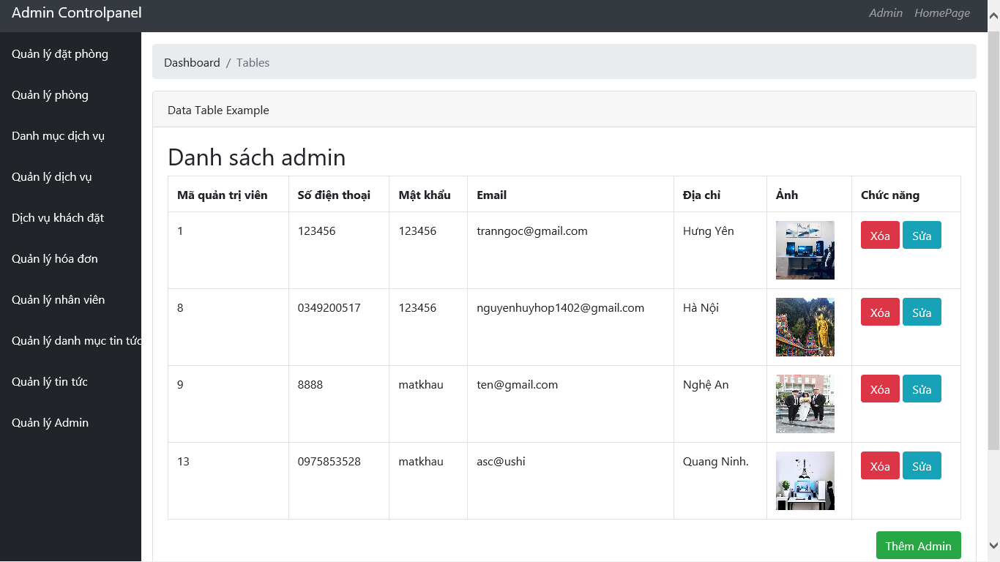 Admin Controlpanel
Admin HomePage
Quản lý đặt phòng
Quản lý phòng
Danh mục dịch vụ
Quản lý dịch vụ
Dịch vụ khách đặt
Quản lý hóa đơn
Quản lý nhân viên
Quản lý danh mục tin tức
Quản lý tin tức
Quản lý Admin
Dashboard / Tables
Data Table Example
Danh sách admin
Mã quản trị viên Số điện thoại Mật khẩu Email Địa chỉ Ảnh Chức năng
1 123456 123456 tranngoc@gmail.com Hưng Yên Xóa Sửa
8 0349200517 123456 nguyenhuyhop1402@gmail.com Hà Nội Xóa Sửa
9 8888 matkhau ten@gmail.com Nghệ An Xóa Sửa
13 0975853528 matkhau asc@ushi Quang Ninh. Xóa Sửa
Thêm Admin